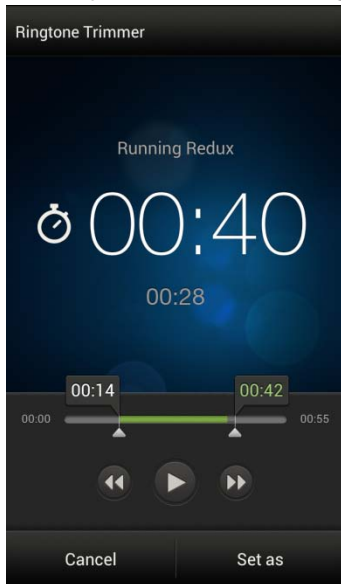 Ringtone Trimmer
Running Redux
00:40
00:28
00:14 00:42
00:00 00:55
Cancel Set as